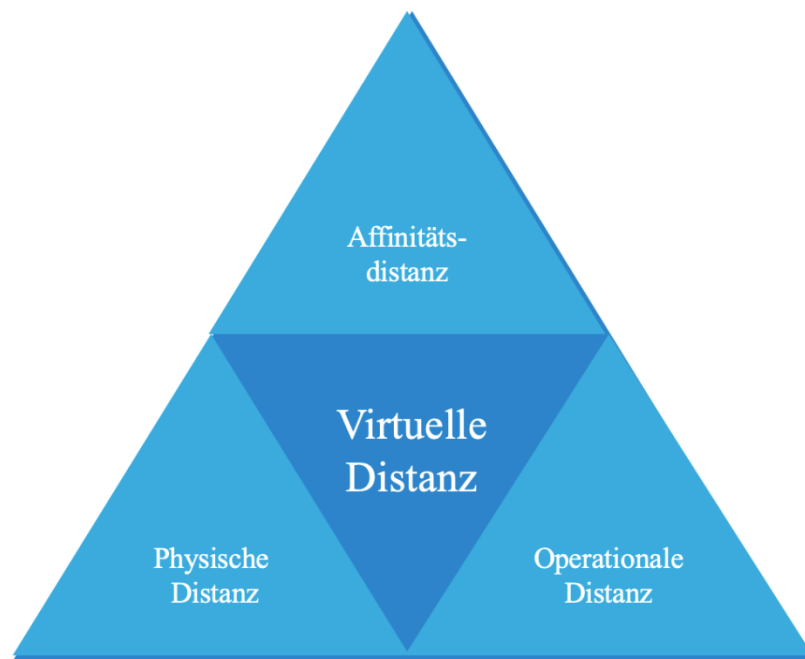 Affinitäts-
distanz
Virtuelle
Distanz
Physische
Distanz
Operationale
Distanz